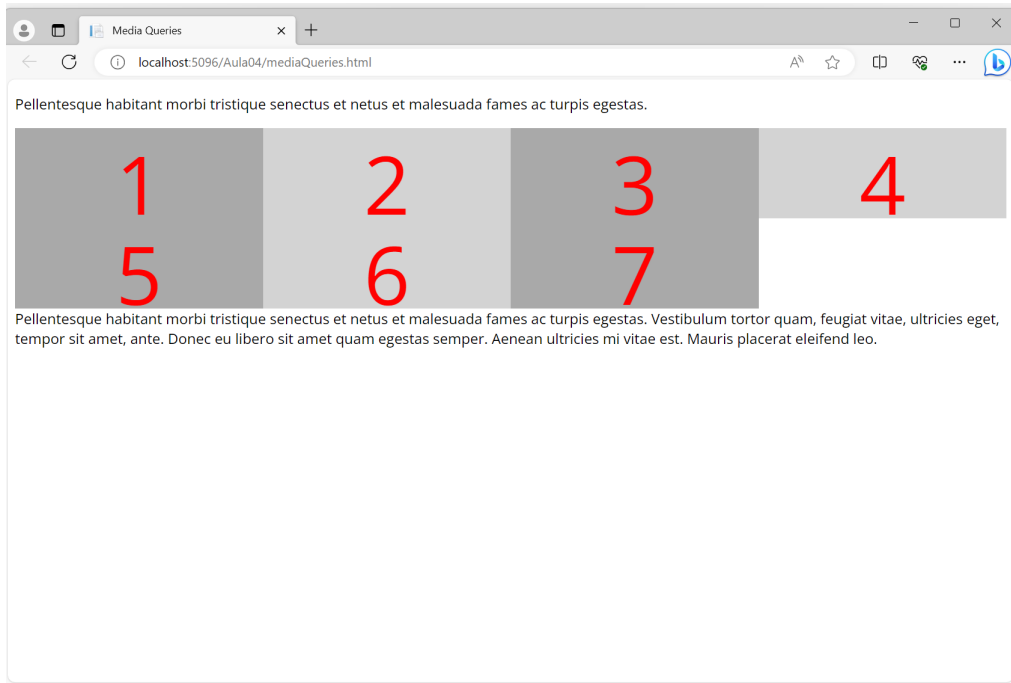 Media Queries
localhost:5096/Aula04/mediaQueries.html
Pellentesque habitant morbi tristique senectus et netus et malesuada fames ac turpis egestas.
1 2 3 4
5 6 7
Pellentesque habitant morbi tristique senectus et netus et malesuada fames ac turpis egestas. Vestibulum tortor quam, feugiat vitae, ultricies eget,
tempor sit amet, ante. Donec eu libero sit amet quam egestas semper. Aenean ultricies mi vitae est. Mauris placerat eleifend leo.